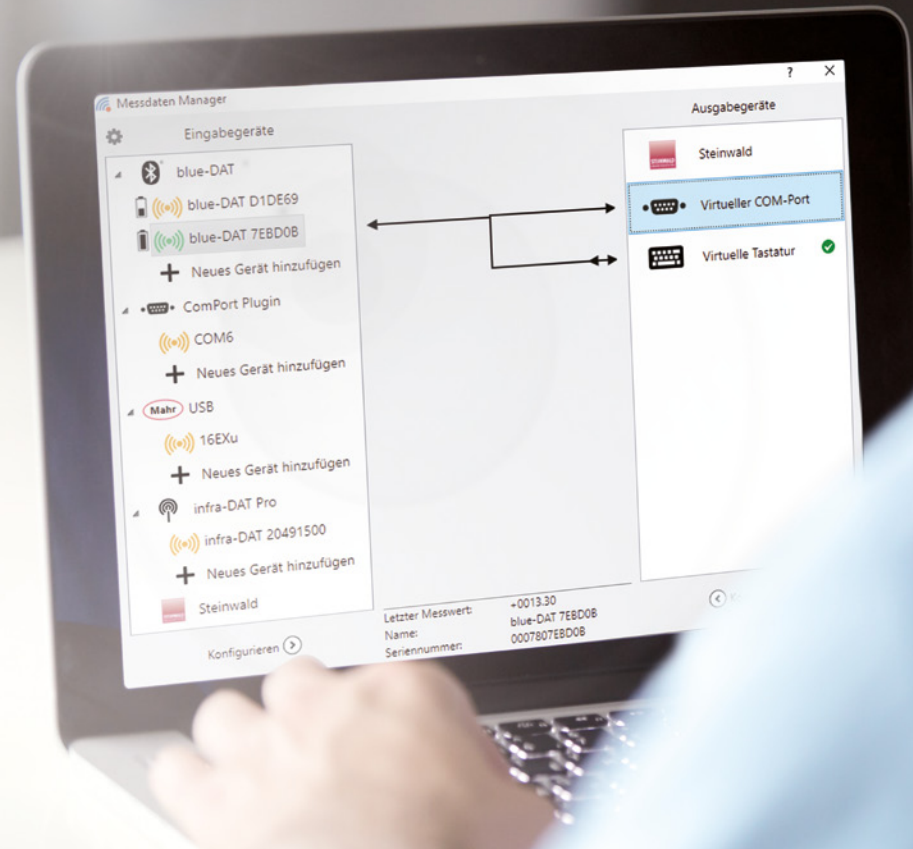 Messdaten Manager
?
Eingabegeräte
blue-DAT
blue-DAT D1DE69
blue-DAT 7EBD0B
Neues Gerät hinzufügen
ComPort Plugin
COM6
Neues Gerät hinzufügen
Mahr USB
16EXu
Neues Gerät hinzufügen
infra-DAT Pro
infra-DAT 20491500
Neues Gerät hinzufügen
Steinwald
Konfigurieren
Letzter Messwert: +0013.30
Name: blue-DAT 7EBD0B
Seriennummer: 0007807EBD0B
Ausgabegeräte
Steinwald
Virtueller COM-Port
Virtuelle Tastatur